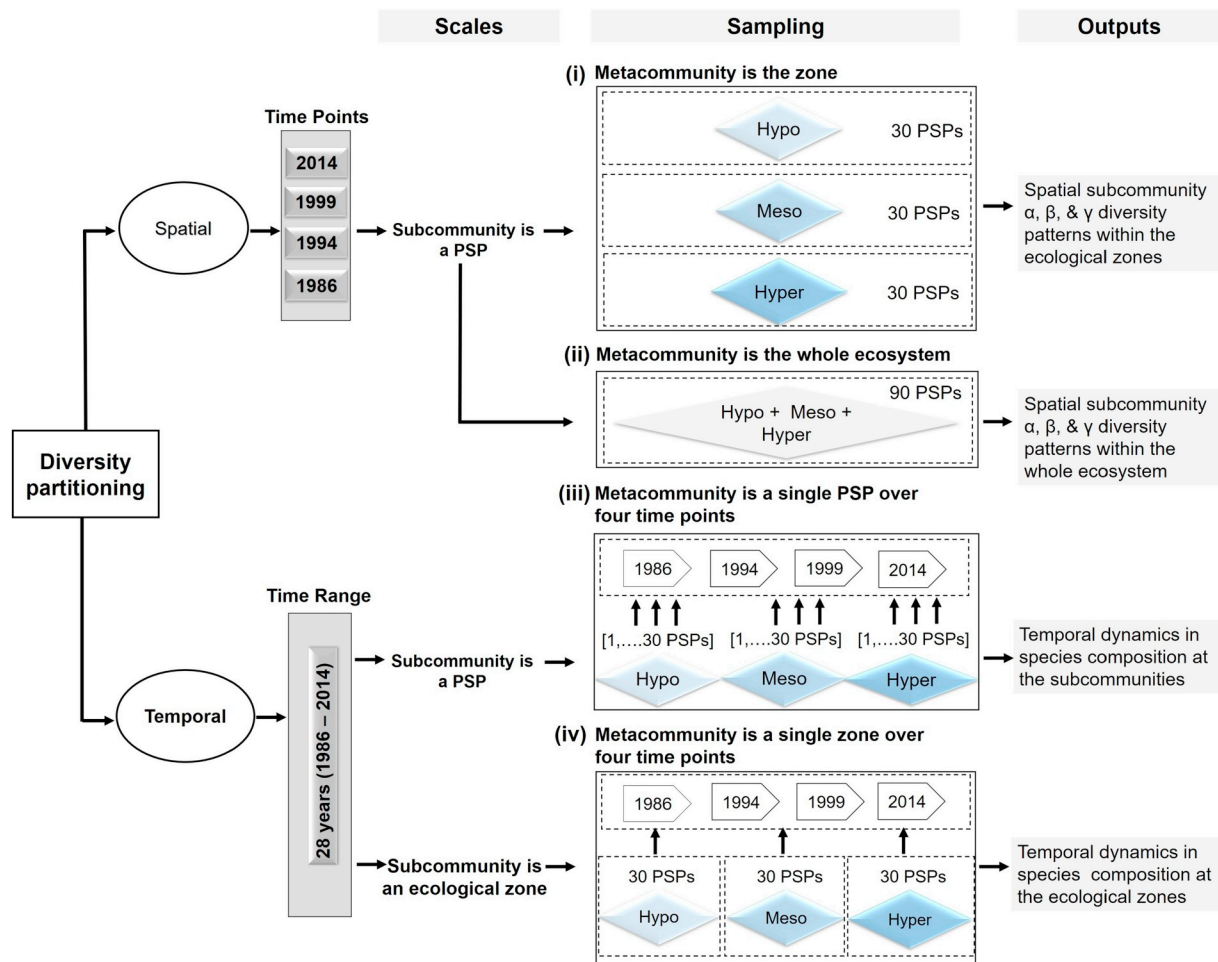 Scales
Sampling
Outputs
Diversity
partitioning
Spatial
Time Points
2014
1999
1994
1986
Subcommunity is
a PSP
(i) Metacommunity is the zone
Hypo
30 PSPs
Meso
30 PSPs
Hyper
30 PSPs
Spatial subcommunity
α, β, & γ diversity
patterns within the
ecological zones
(ii) Metacommunity is the whole ecosystem
90 PSPs
Hypo + Meso +
Hyper
Spatial subcommunity
α, β, & γ diversity
patterns within the
whole ecosystem
Temporal
Time Range
28 years (1986 – 2014)
Subcommunity is
a PSP
(iii) Metacommunity is a single PSP over
four time points
1986
1994
1999
2014
[1,....30 PSPs]
[1,....30 PSPs]
[1,....30 PSPs]
Hypo
Meso
Hyper
Temporal dynamics in
species composition at
the subcommunities
Subcommunity is
an ecological zone
(iv) Metacommunity is a single zone over
four time points
1986
1994
1999
2014
30 PSPs
30 PSPs
30 PSPs
Hypo
Meso
Hyper
Temporal dynamics in
species composition at
the ecological zones